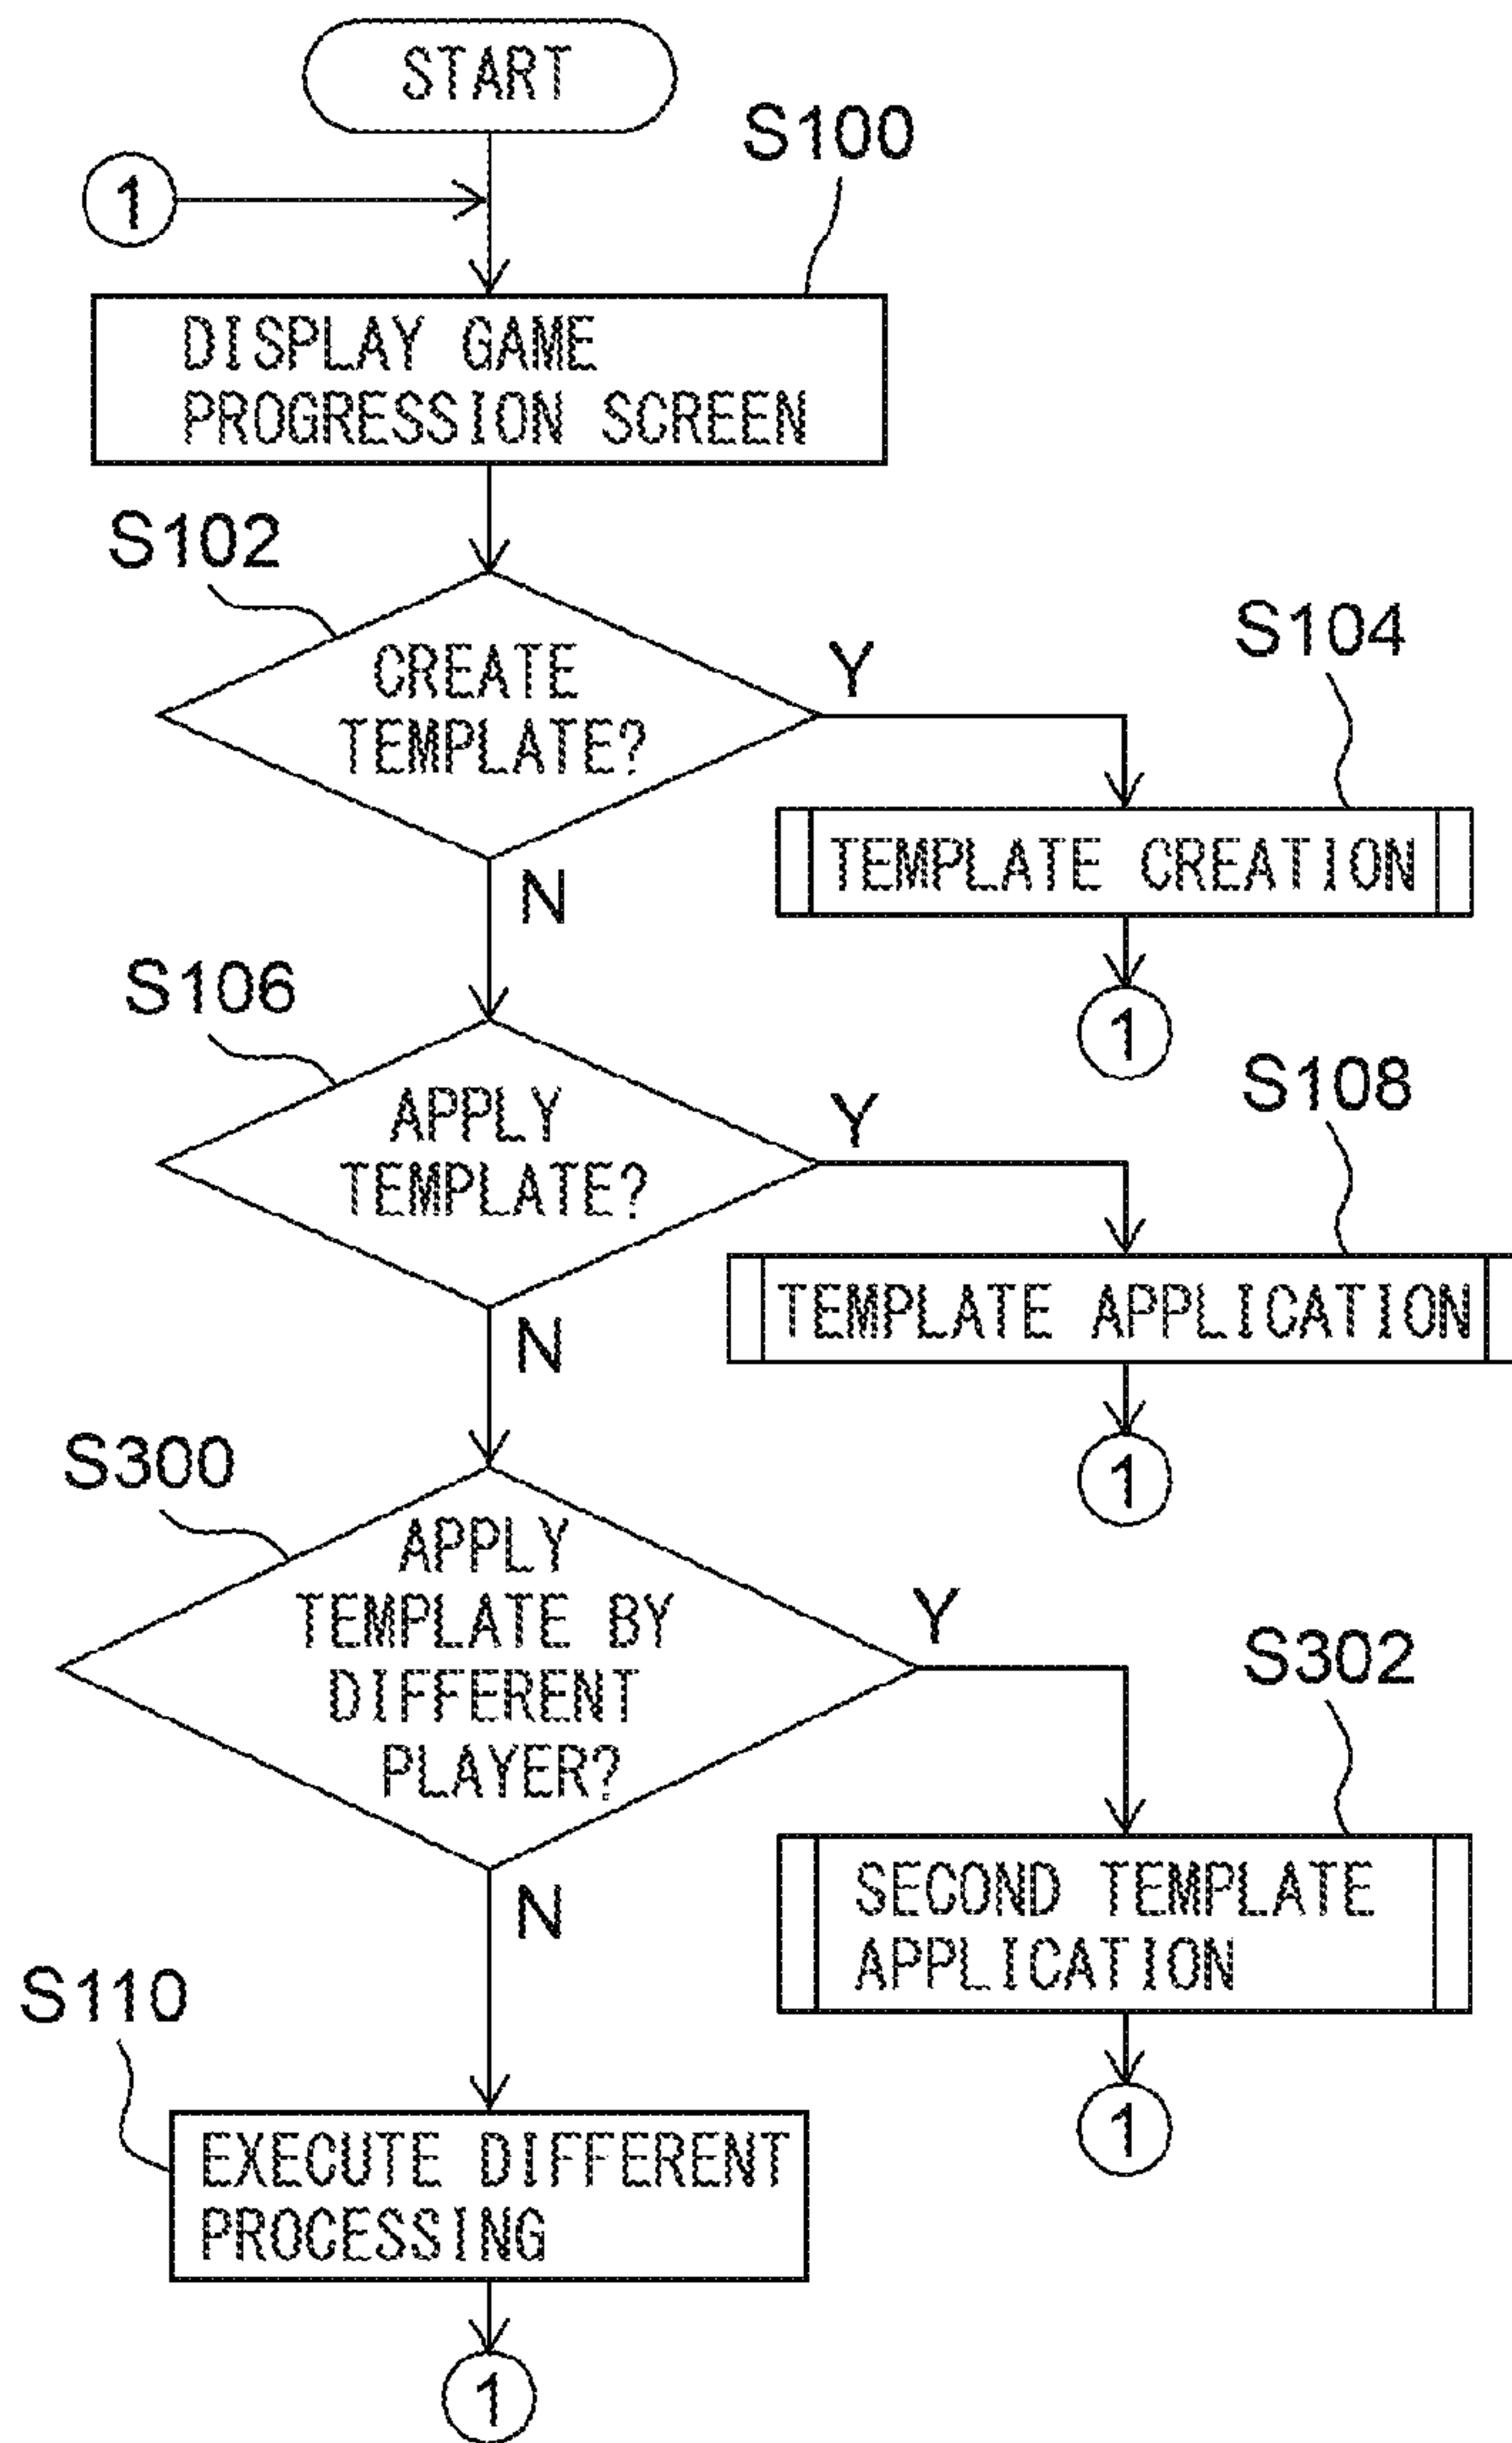 START
S100
1
DISPLAY GAME
PROGRESSION SCREEN
S102
CREATE
TEMPLATE?
Y
S104
TEMPLATE CREATION
N
1
S106
APPLY
TEMPLATE?
Y
S108
TEMPLATE APPLICATION
N
1
S300
APPLY
TEMPLATE BY
DIFFERENT
PLAYER?
Y
S302
SECOND TEMPLATE
APPLICATION
N
1
S110
EXECUTE DIFFERENT
PROCESSING
1